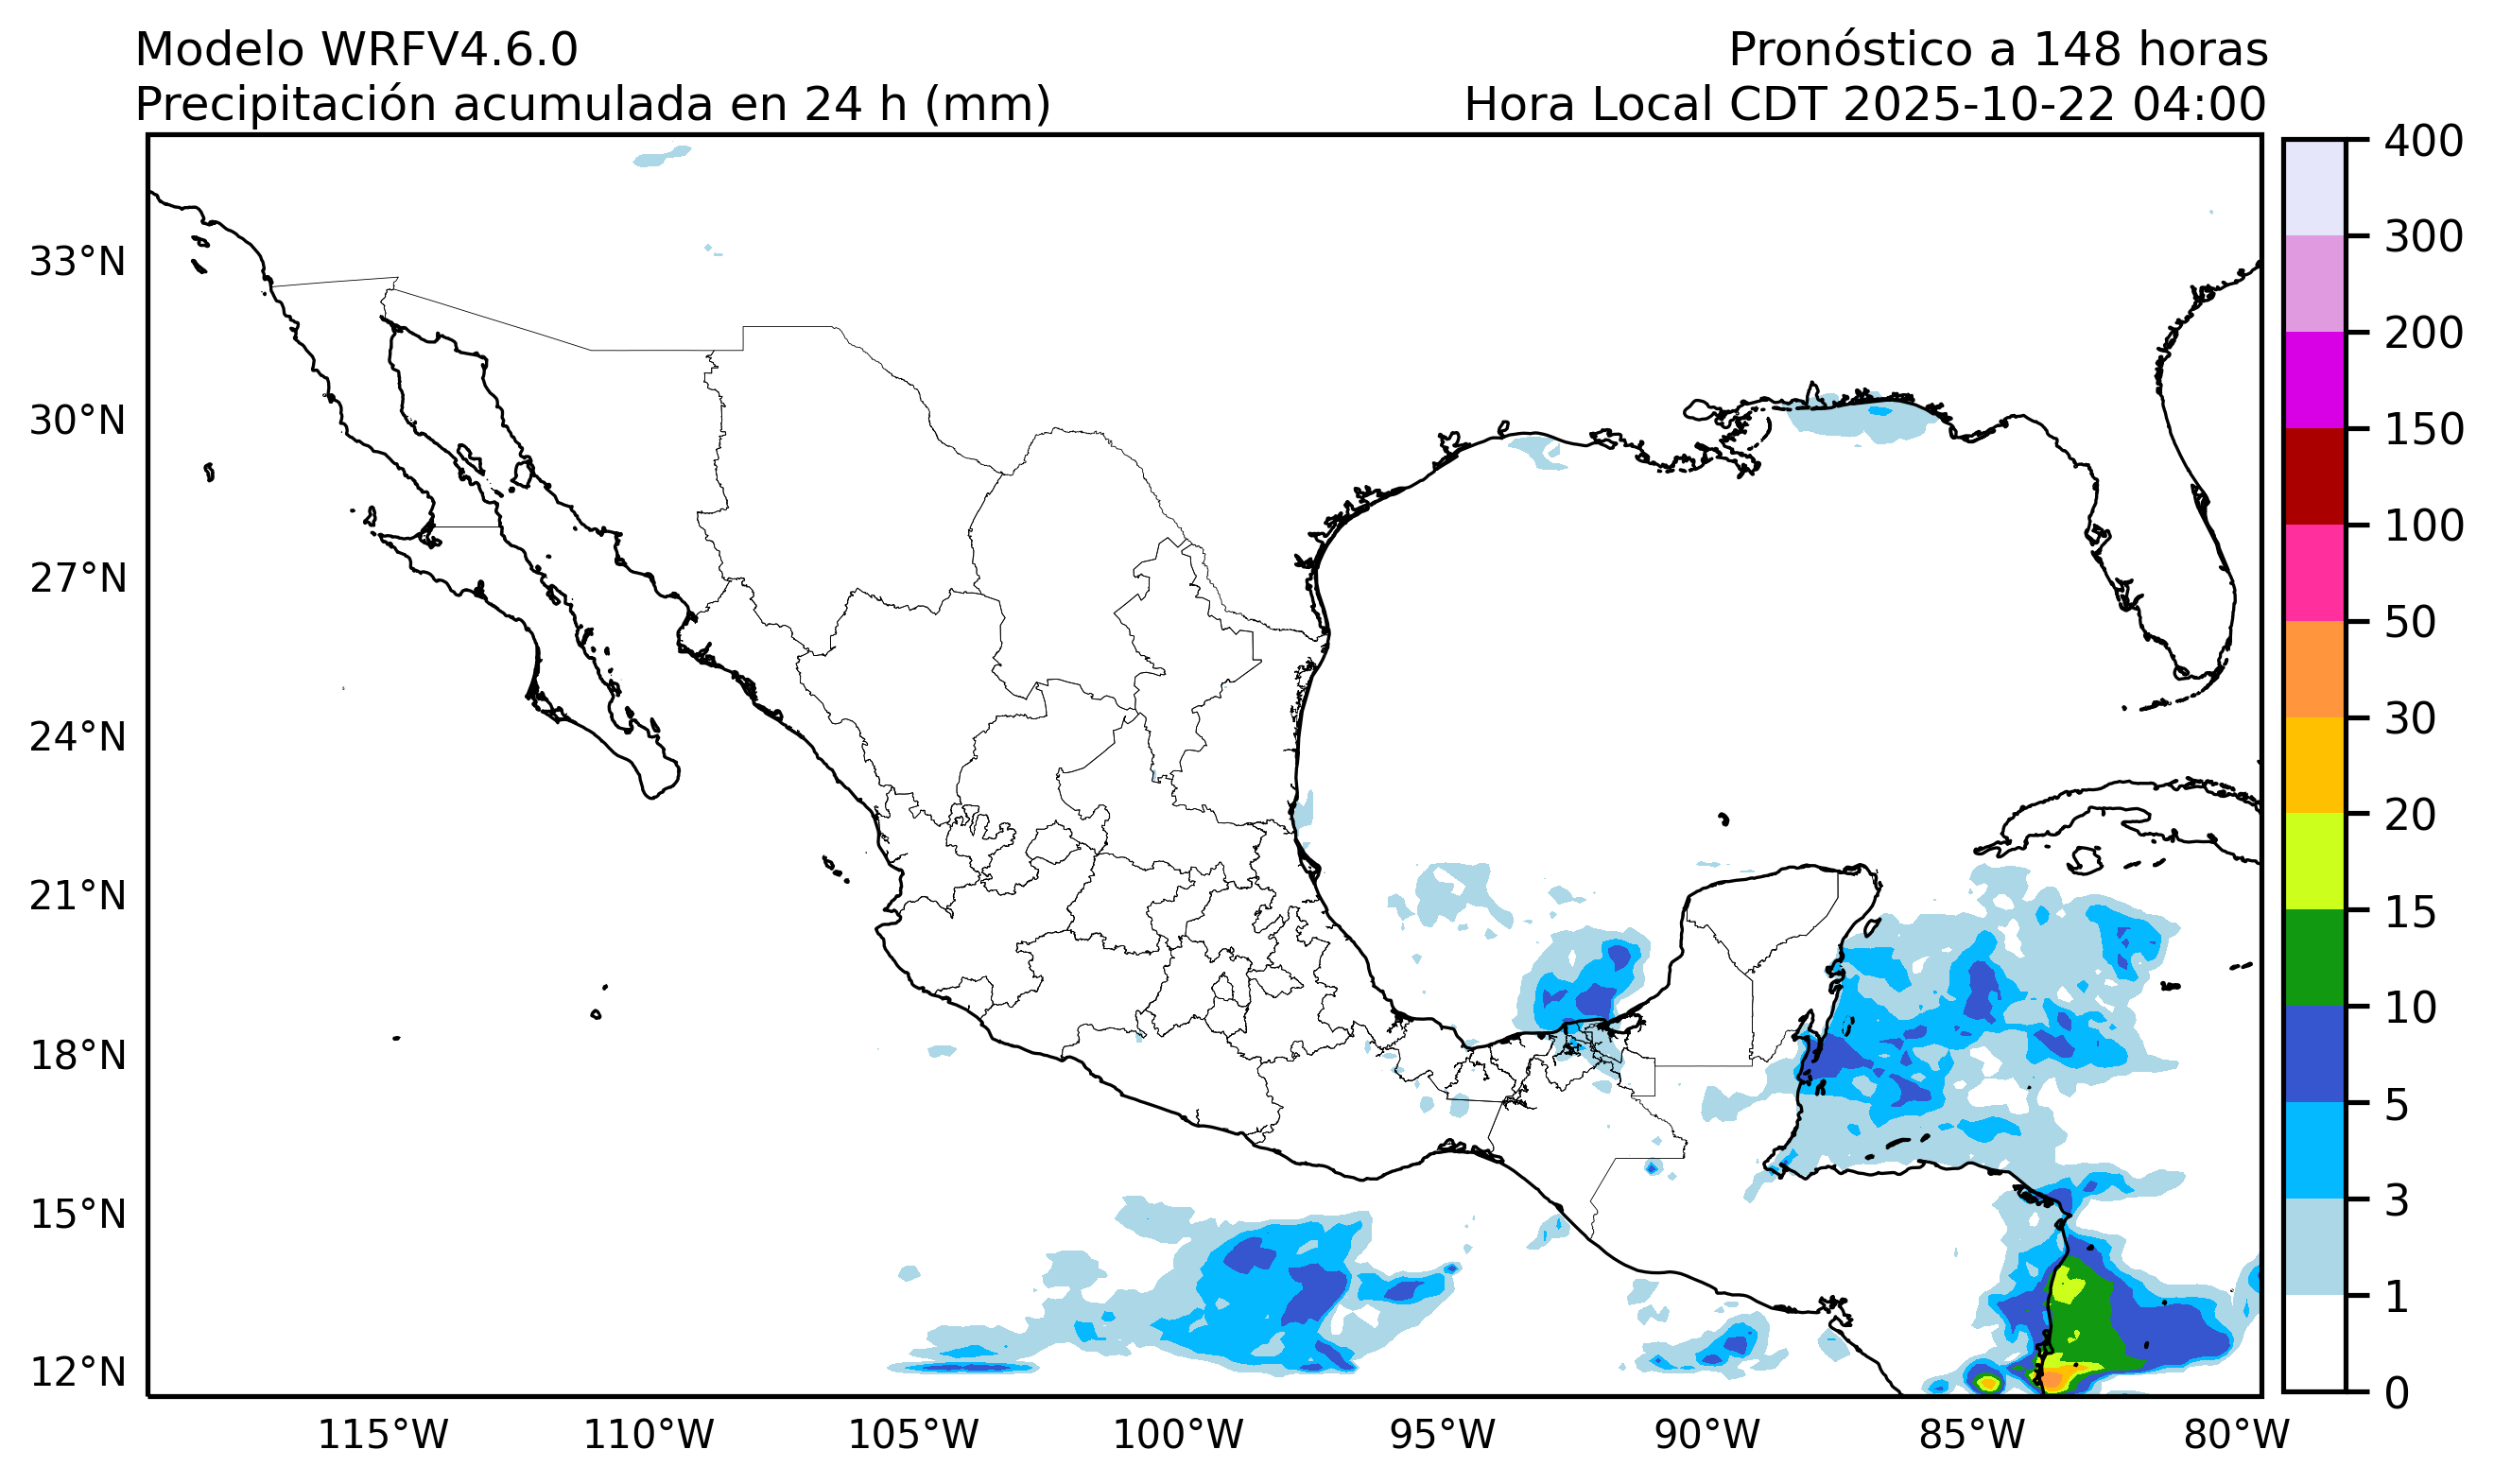 Modelo WRFV4.6.0
Pronóstico a 148 horas
Precipitación acumulada en 24 h (mm)
Hora Local CDT 2025-10-22 04:00
33°N
30°N
27°N
24°N
21°N
18°N
15°N
12°N
115°W
110°W
105°W
100°W
95°W
90°W
85°W
80°W
400
300
200
150
100
50
30
20
15
10
5
3
1
0